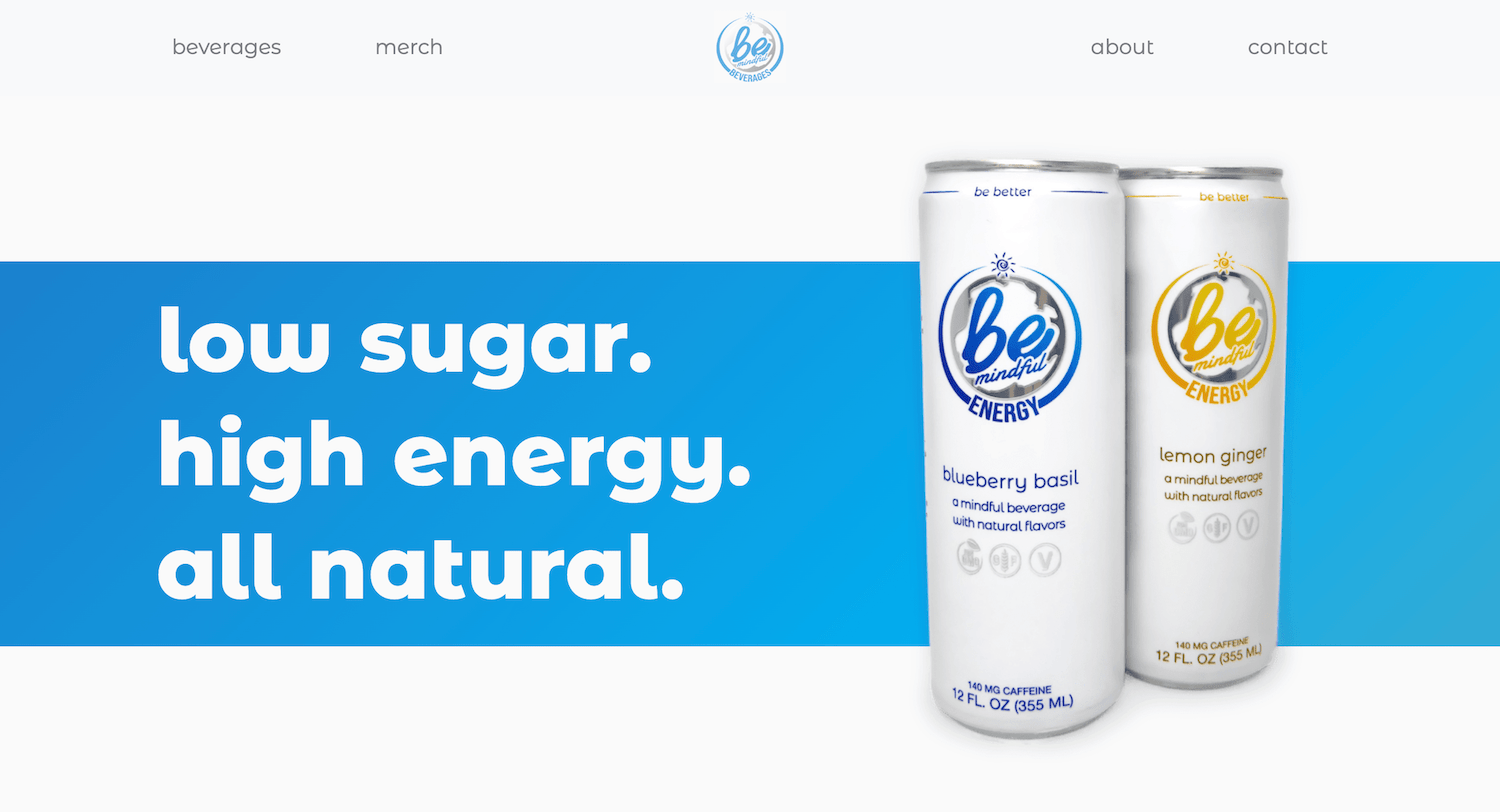 beverages
merch
be
mindful
BEVERAGES
about
contact
low sugar.
high energy.
all natural.
be better
be
mindful
ENERGY
blueberry basil
a mindful beverage
with natural flavors
V
140 MG CAFFEINE
12 FL. OZ (355 ML)
be better
be
mindful
ENERGY
lemon ginger
a mindful beverage
with natural flavors
V
140 MG CAFFEINE
12 FL. OZ (355 ML)